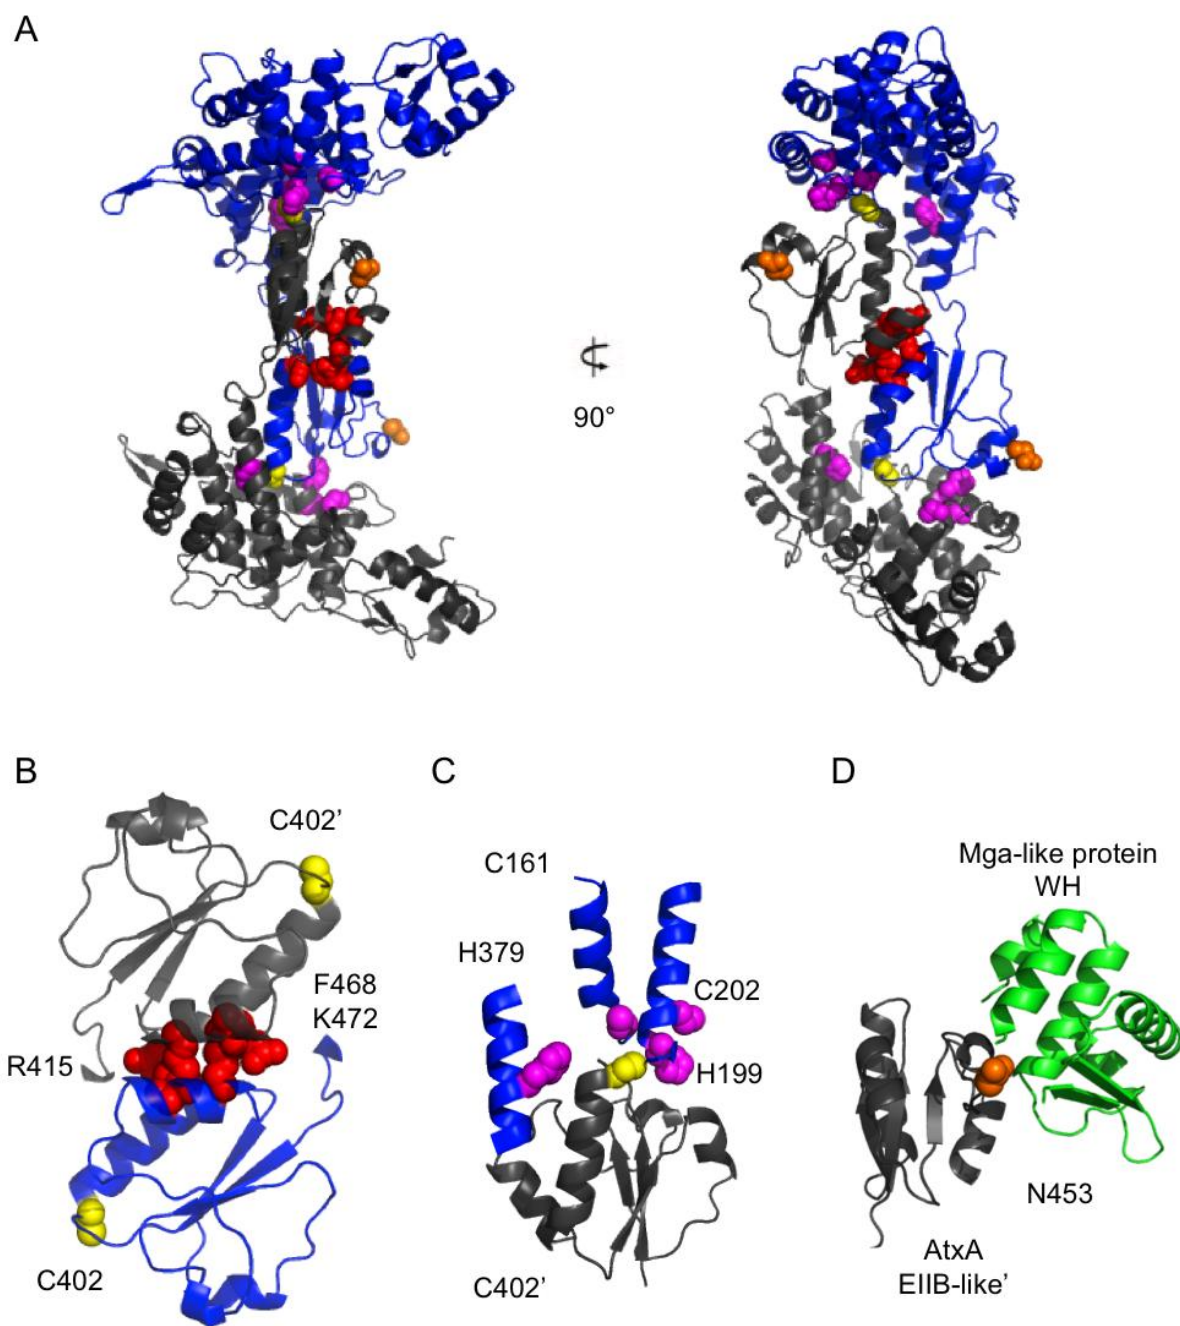 A
90°
B
C402’
F468
K472
R415
C402
C
C161
H379
C202
H199
C402’
D
Mga-like protein
WH
N453
AtxA
EIIB-like’